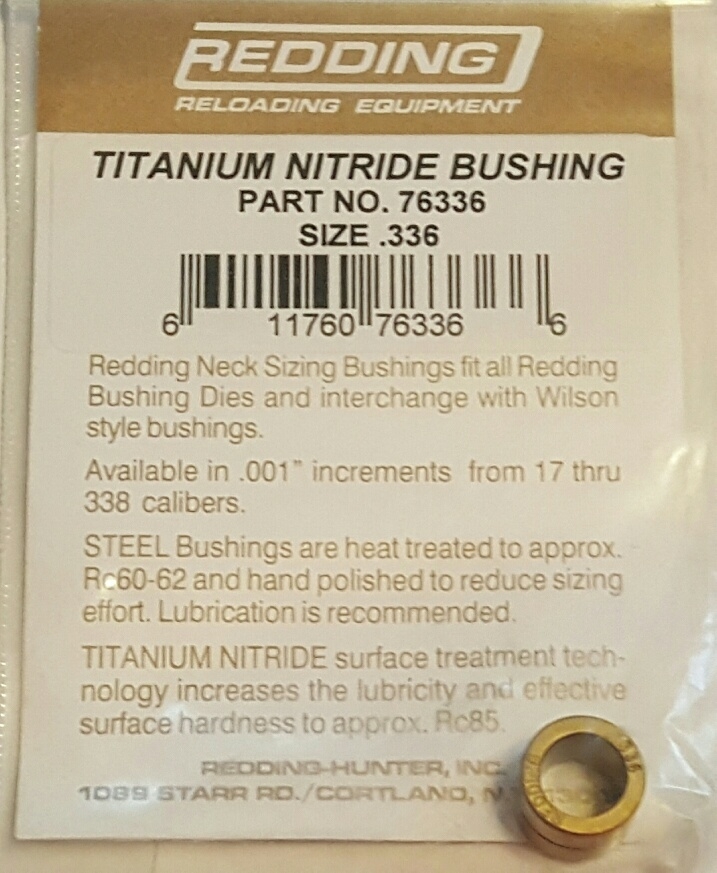 REDDING
RELOADING EQUIPMENT
TITANIUM NITRIDE BUSHING
PART NO. 76336
SIZE .336
6 11760 76336 6
Redding Neck Sizing Bushings fit all Redding
Bushing Dies and interchange with Wilson
style bushings.
Available in .001" increments from 17 thru
338 calibers.
STEEL Bushings are heat treated to approx.
Rc60-62 and hand polished to reduce sizing
effort. Lubrication is recommended.
TITANIUM NITRIDE surface treatment tech-
nology increases the lubricity and effective
surface hardness to approx. Rc85.
REDDING-HUNTER, INC.
1089 STARR RD./CORTLAND,
REDDING 336